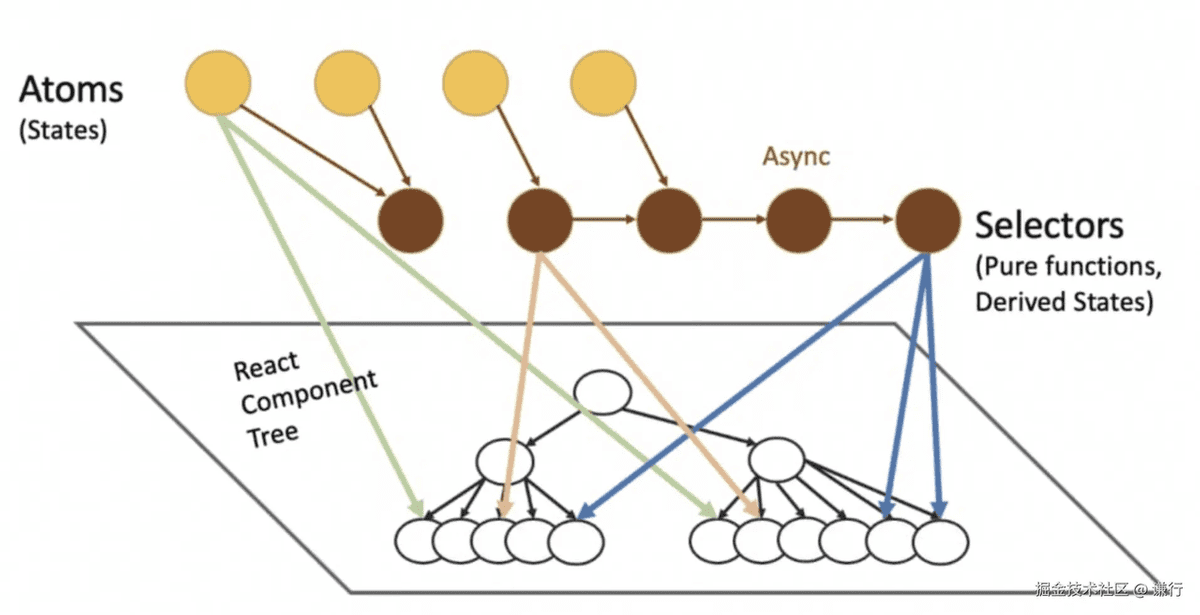 Atoms
(States)
Async
Selectors
(Pure functions,
Derived States)
React
Component
Tree
掘金技术社区 @ 谦行